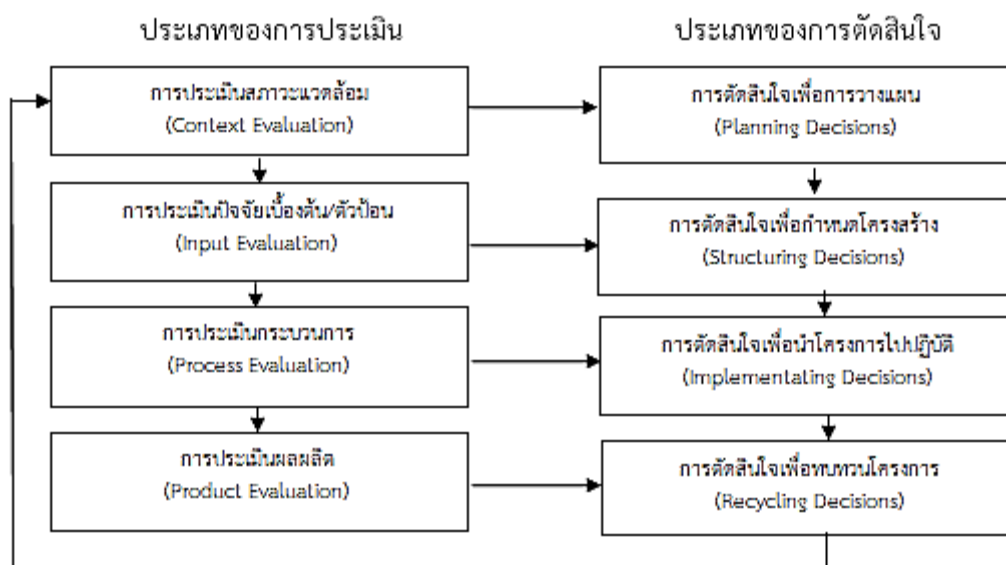 ประเภทของการประเมิน
ประเภทของการตัดสินใจ
การประเมินสภาวะแวดล้อม
(Context Evaluation)
การตัดสินใจเพื่อการวางแผน
(Planning Decisions)
การประเมินปัจจัยเบื้องต้น/ตัวป้อน
(Input Evaluation)
การตัดสินใจเพื่อกำหนดโครงสร้าง
(Structuring Decisions)
การประเมินกระบวนการ
(Process Evaluation)
การตัดสินใจเพื่อนำโครงการไปปฏิบัติ
(Implementating Decisions)
การประเมินผลผลิต
(Product Evaluation)
การตัดสินใจเพื่อทบทวนโครงการ
(Recycling Decisions)